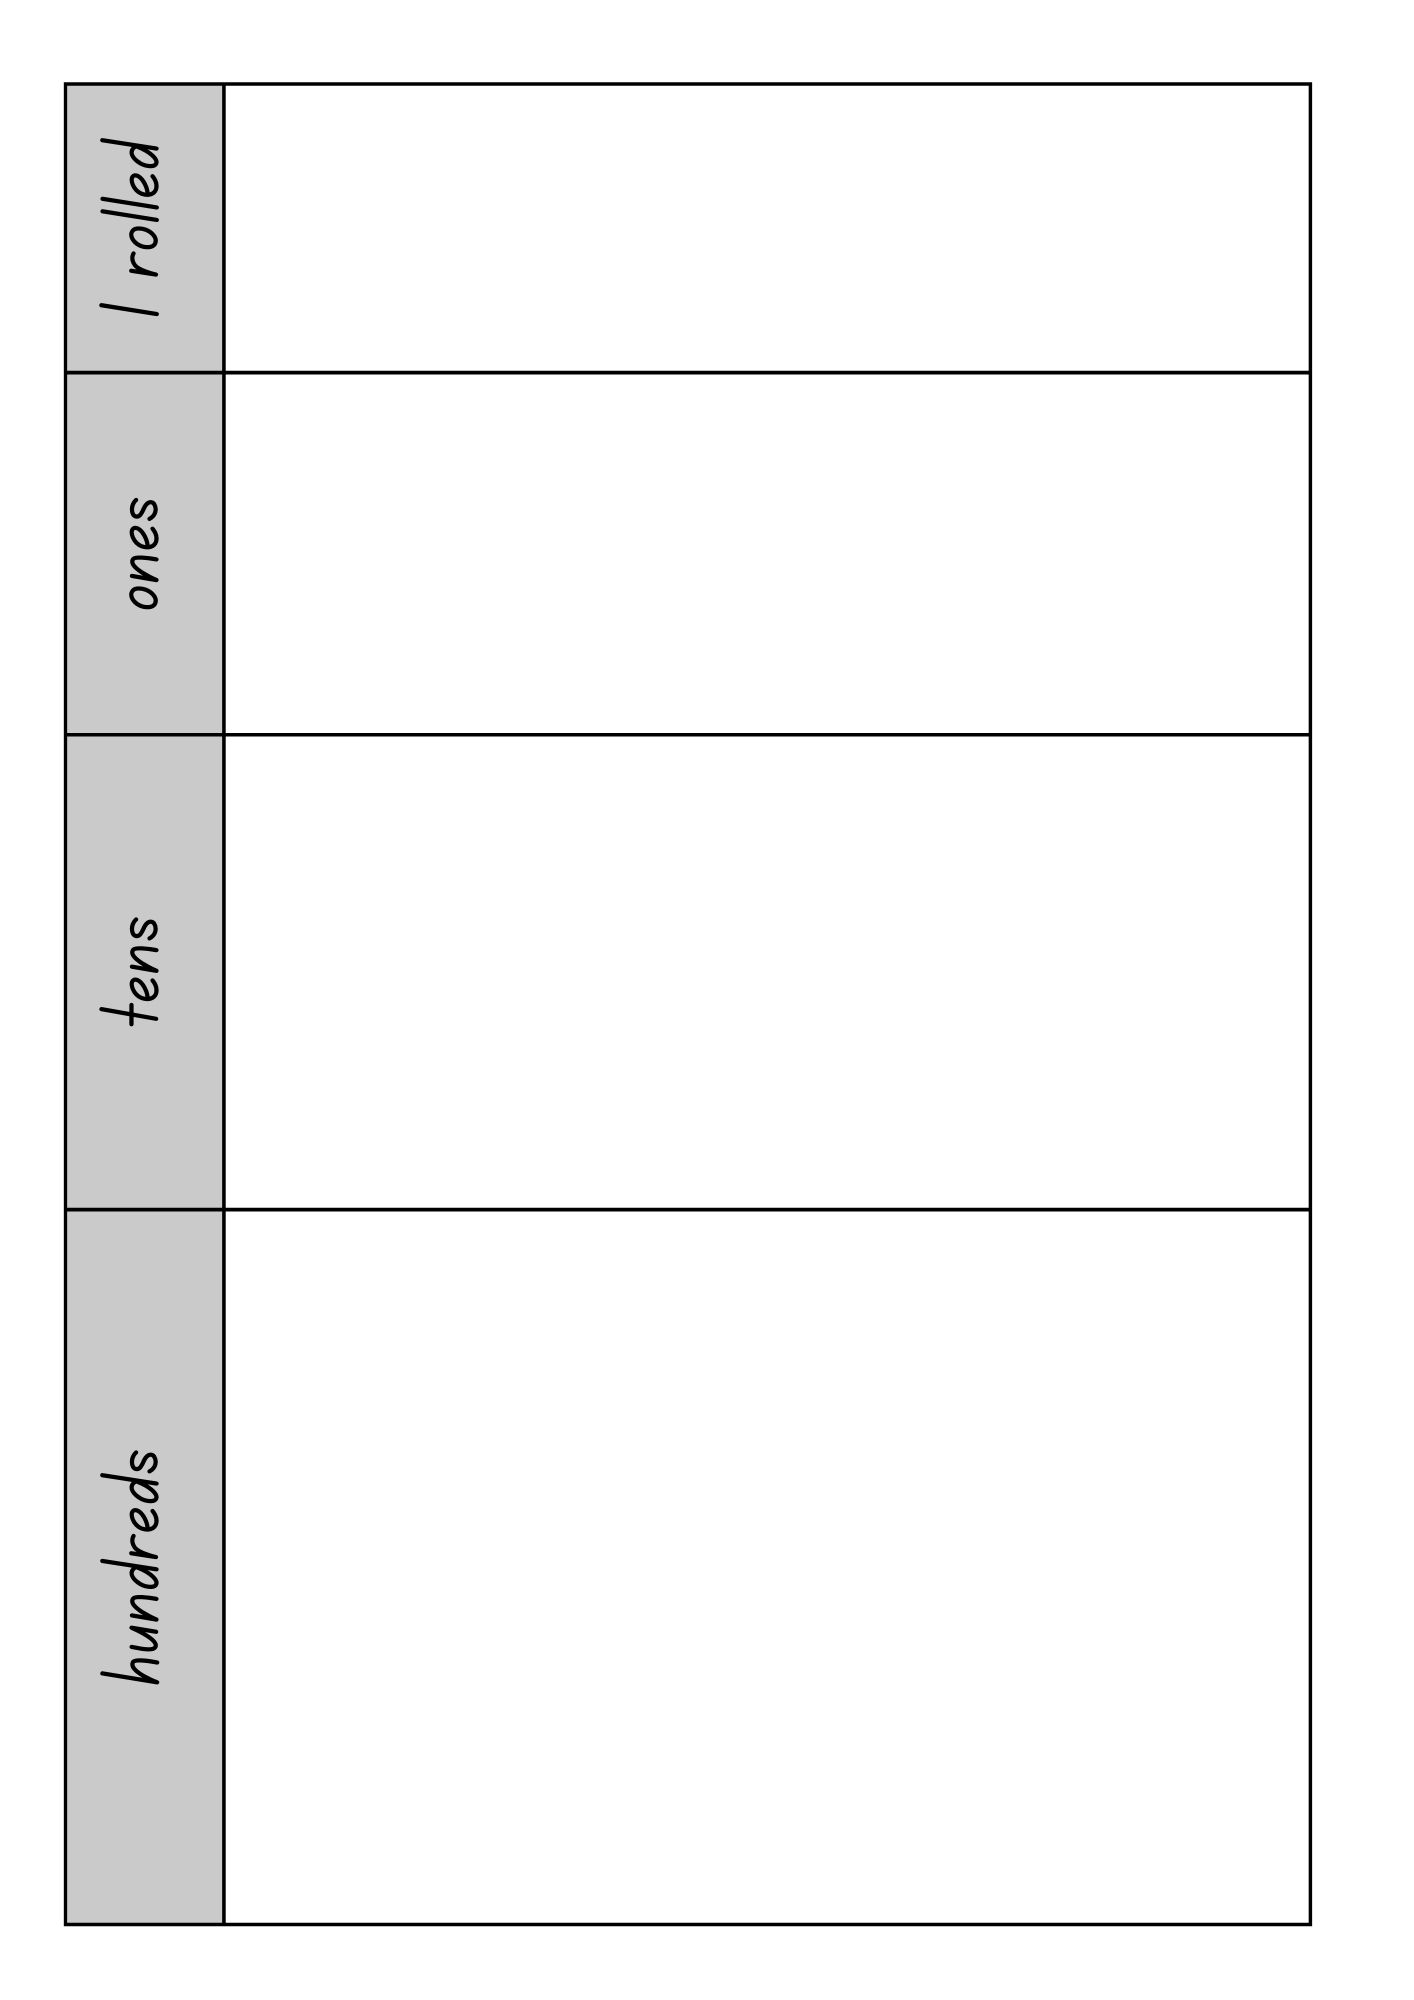 hundreds
tens
ones
I rolled